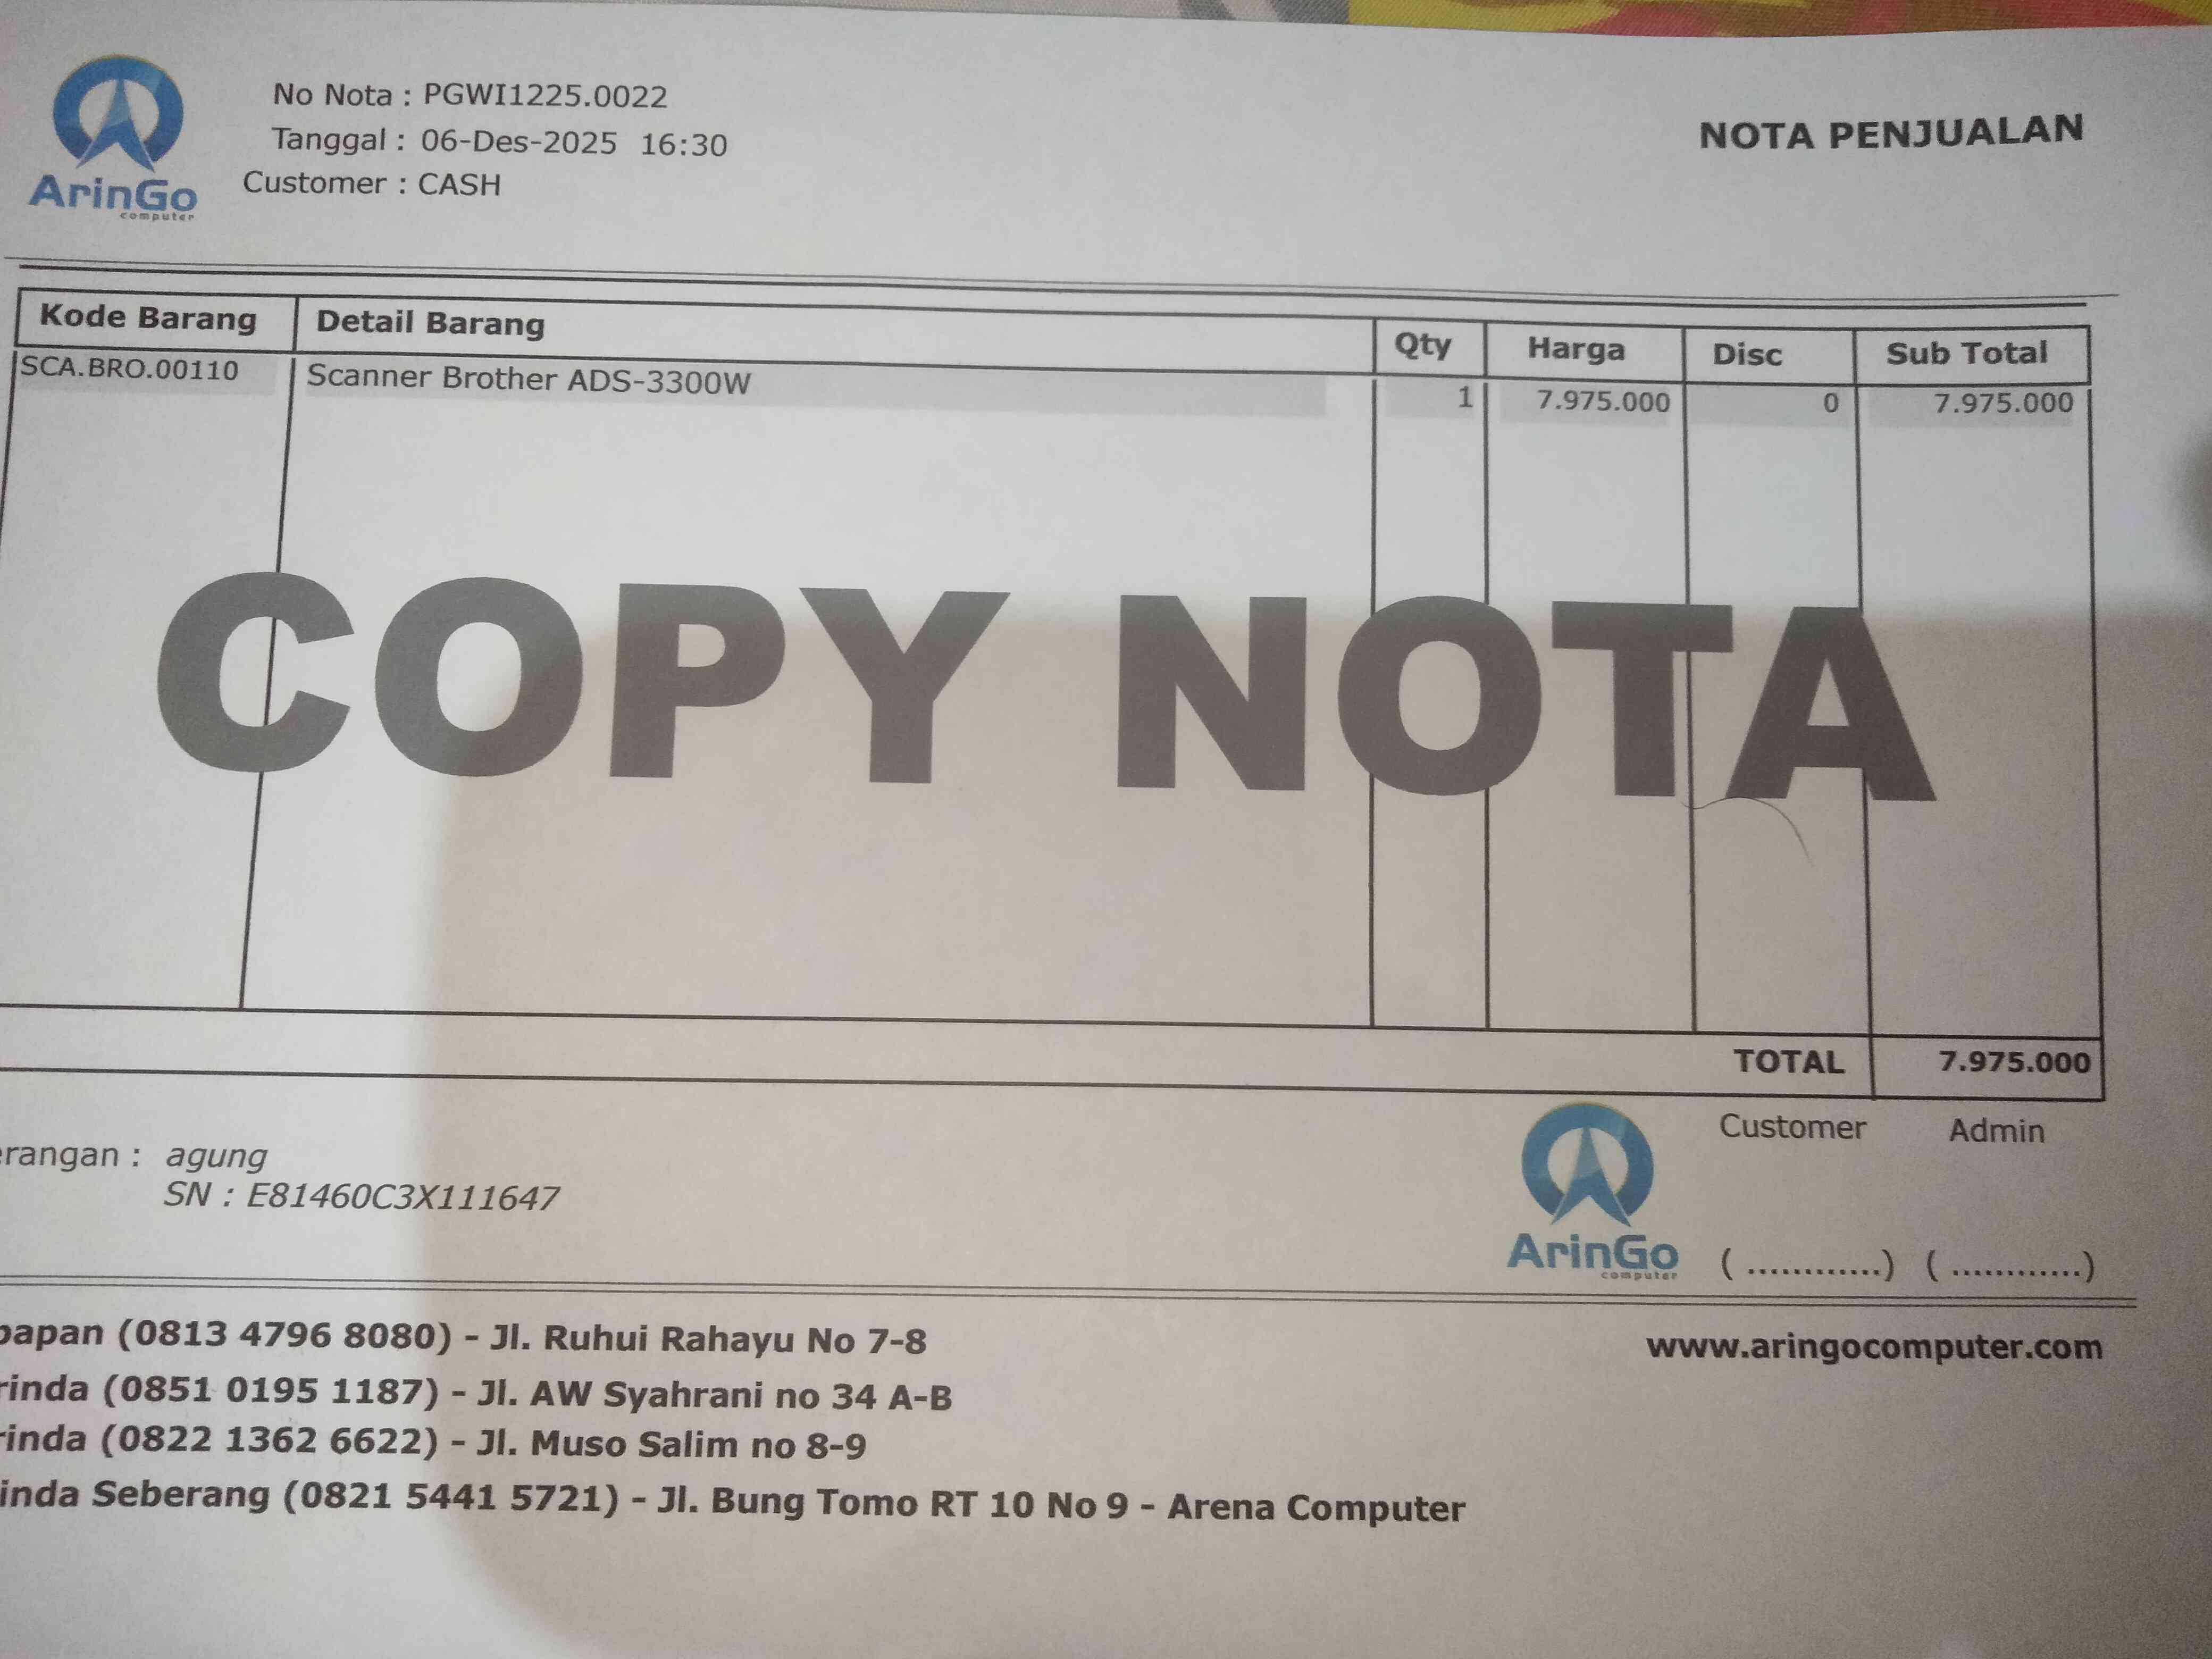 ArinGo
computer
No Nota : PGWI1225.0022
Tanggal : 06-Des-2025 16:30
Customer : CASH
NOTA PENJUALAN
Kode Barang Detail Barang Qty Harga Disc Sub Total
SCA.BRO.00110 Scanner Brother ADS-3300W 1 7.975.000 0 7.975.000
COPY NOTA
TOTAL 7.975.000
erangan : agung
SN : E81460C3X111647
ArinGo
computer
Customer Admin
( ............) ( ............)
papan (0813 4796 8080) - Jl. Ruhui Rahayu No 7-8
www.aringocomputer.com
rinda (0851 0195 1187) - Jl. AW Syahrani no 34 A-B
rinda (0822 1362 6622) - Jl. Muso Salim no 8-9
inda Seberang (0821 5441 5721) - Jl. Bung Tomo RT 10 No 9 - Arena Computer